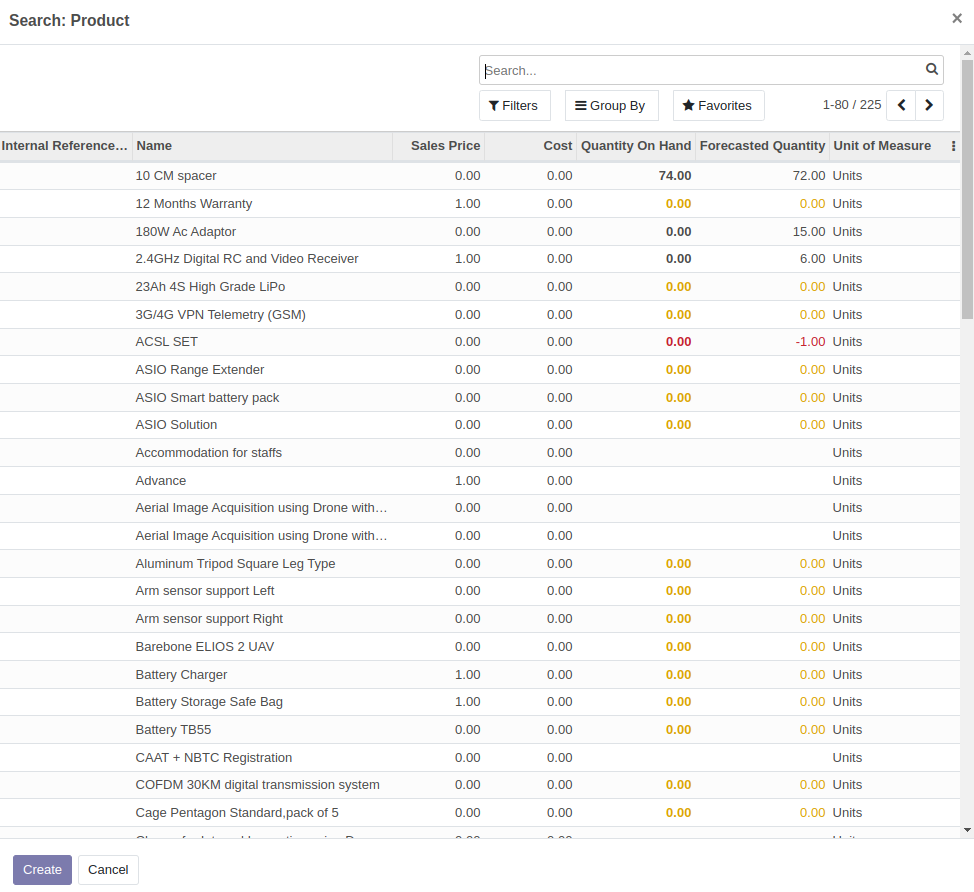 Search: Product ×
Search...
Filters Group By Favorites 1-80 / 225
Internal Reference... Name Sales Price Cost Quantity On Hand Forecasted Quantity Unit of Measure
10 CM spacer 0.00 0.00 74.00 72.00 Units
12 Months Warranty 1.00 0.00 0.00 0.00 Units
180W Ac Adaptor 0.00 0.00 0.00 15.00 Units
2.4GHz Digital RC and Video Receiver 1.00 0.00 0.00 6.00 Units
23Ah 4S High Grade LiPo 0.00 0.00 0.00 0.00 Units
3G/4G VPN Telemetry (GSM) 0.00 0.00 0.00 0.00 Units
ACSL SET 0.00 0.00 0.00 -1.00 Units
ASIO Range Extender 0.00 0.00 0.00 0.00 Units
ASIO Smart battery pack 0.00 0.00 0.00 0.00 Units
ASIO Solution 0.00 0.00 0.00 0.00 Units
Accommodation for staffs 0.00 0.00 Units
Advance 1.00 0.00 Units
Aerial Image Acquisition using Drone with... 0.00 0.00 Units
Aerial Image Acquisition using Drone with... 0.00 0.00 Units
Aluminum Tripod Square Leg Type 0.00 0.00 0.00 0.00 Units
Arm sensor support Left 0.00 0.00 0.00 0.00 Units
Arm sensor support Right 0.00 0.00 0.00 0.00 Units
Barebone ELIOS 2 UAV 0.00 0.00 0.00 0.00 Units
Battery Charger 1.00 0.00 0.00 0.00 Units
Battery Storage Safe Bag 1.00 0.00 0.00 0.00 Units
Battery TB55 0.00 0.00 0.00 0.00 Units
CAAT + NBTC Registration 0.00 0.00 Units
COFDM 30KM digital transmission system 0.00 0.00 0.00 0.00 Units
Cage Pentagon Standard,pack of 5 0.00 0.00 0.00 0.00 Units
Create Cancel